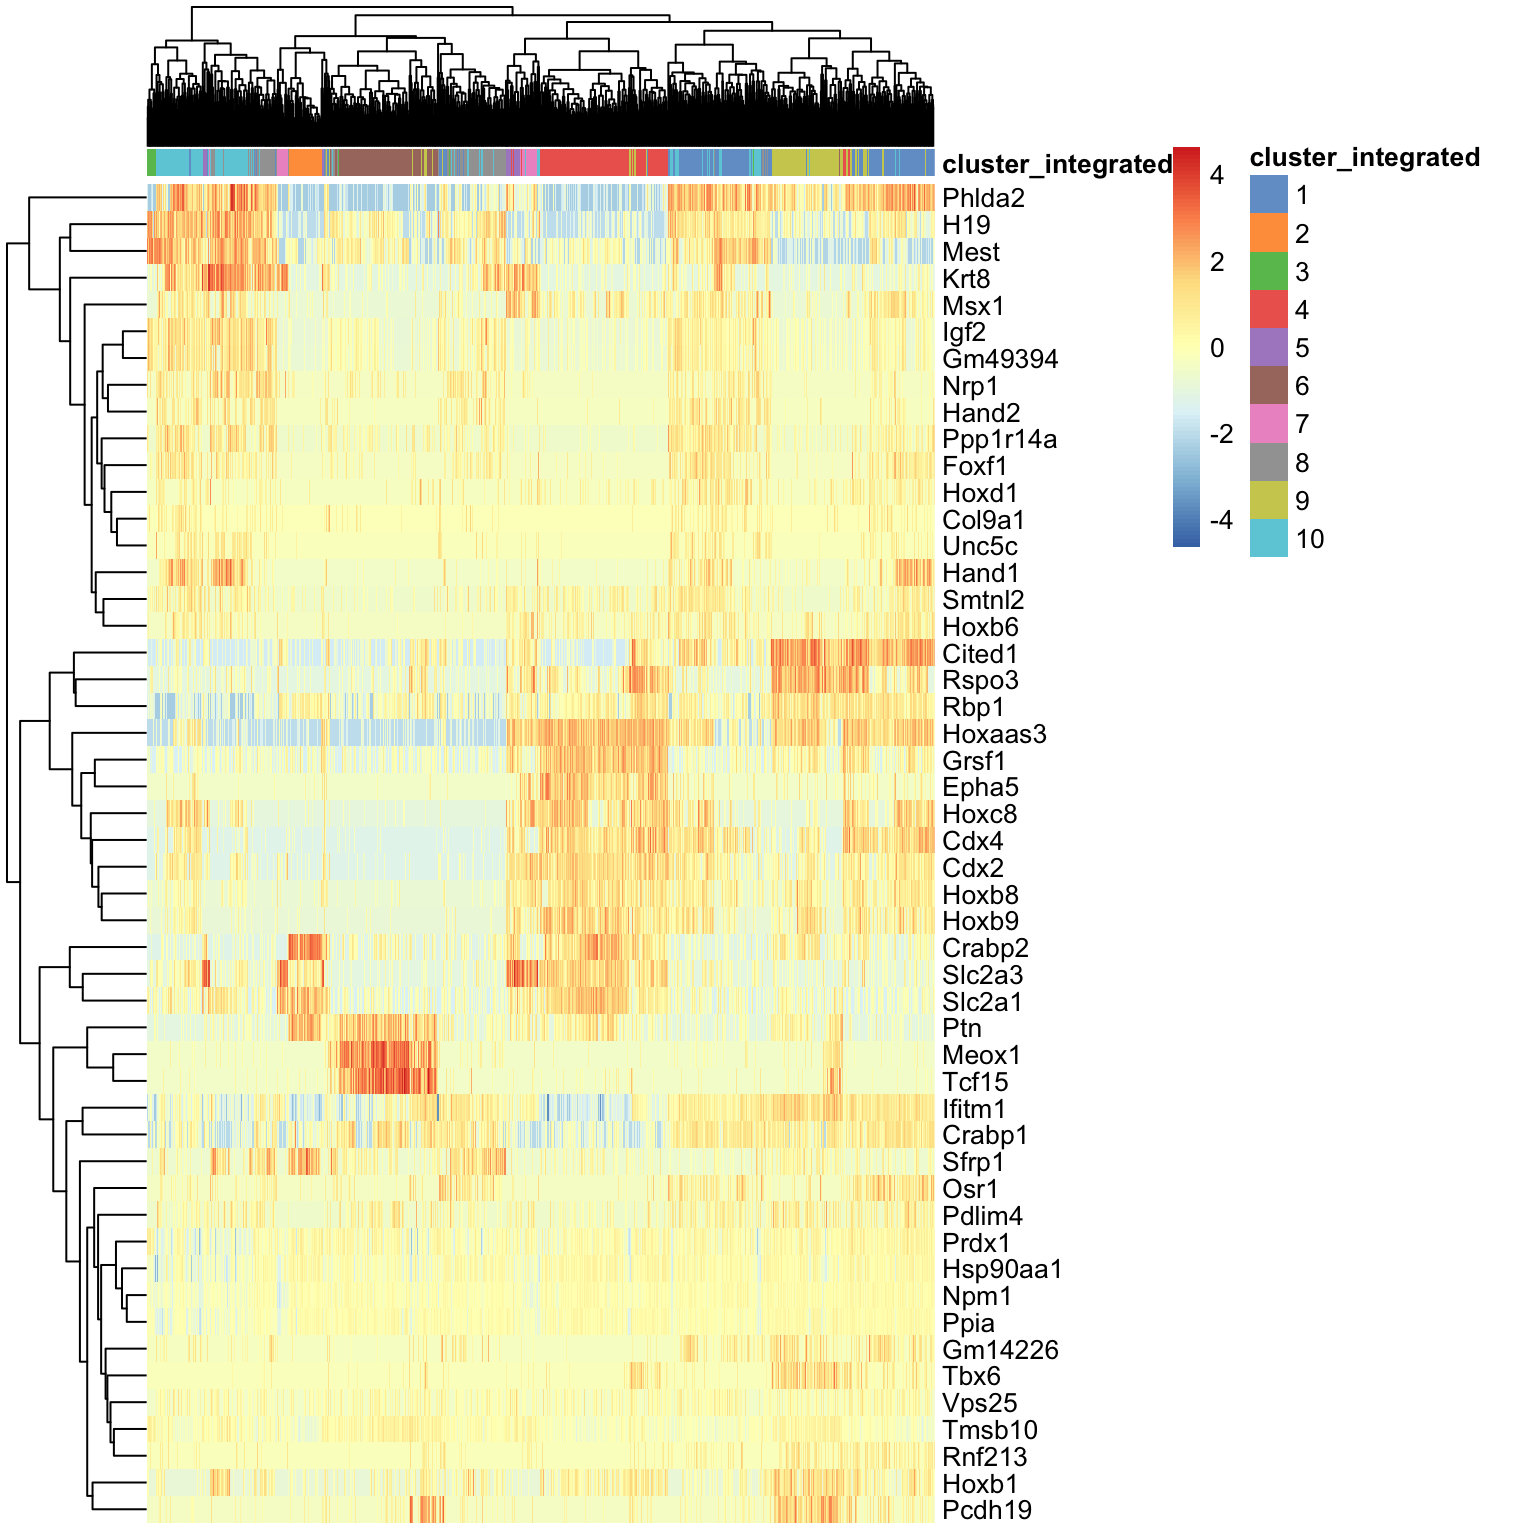 cluster_integrated
Phlda2
H19
Mest
Krt8
Msx1
Igf2
Gm49394
Nrp1
Hand2
Ppp1r14a
Foxf1
Hoxd1
Col9a1
Unc5c
Hand1
Smtnl2
Hoxb6
Cited1
Rspo3
Rbp1
Hoxaas3
Grsf1
Epha5
Hoxc8
Cdx4
Cdx2
Hoxb8
Hoxb9
Crabp2
Slc2a3
Slc2a1
Ptn
Meox1
Tcf15
Ifitm1
Crabp1
Sfrp1
Osr1
Pdlim4
Prdx1
Hsp90aa1
Npm1
Ppia
Gm14226
Tbx6
Vps25
Tmsb10
Rnf213
Hoxb1
Pcdh19
4
2
0
-2
-4
cluster_integrated
1
2
3
4
5
6
7
8
9
10